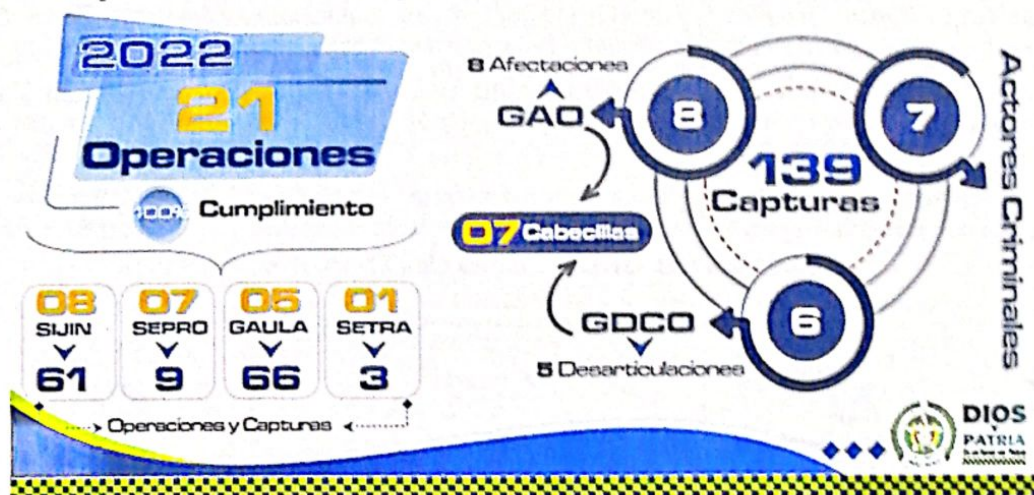 2022
21
Operaciones
100% Cumplimiento
08 SIJIN 61
07 SEPRO 9
05 GAULA 66
01 SETRA 3
Operaciones y Capturas
8 Afectaciones
GAO
07 Cabecillas
GDCO
5 Desarticulaciones
8
7
6
139
Capturas
Actores Criminales
DIOS
Y
PATRIA